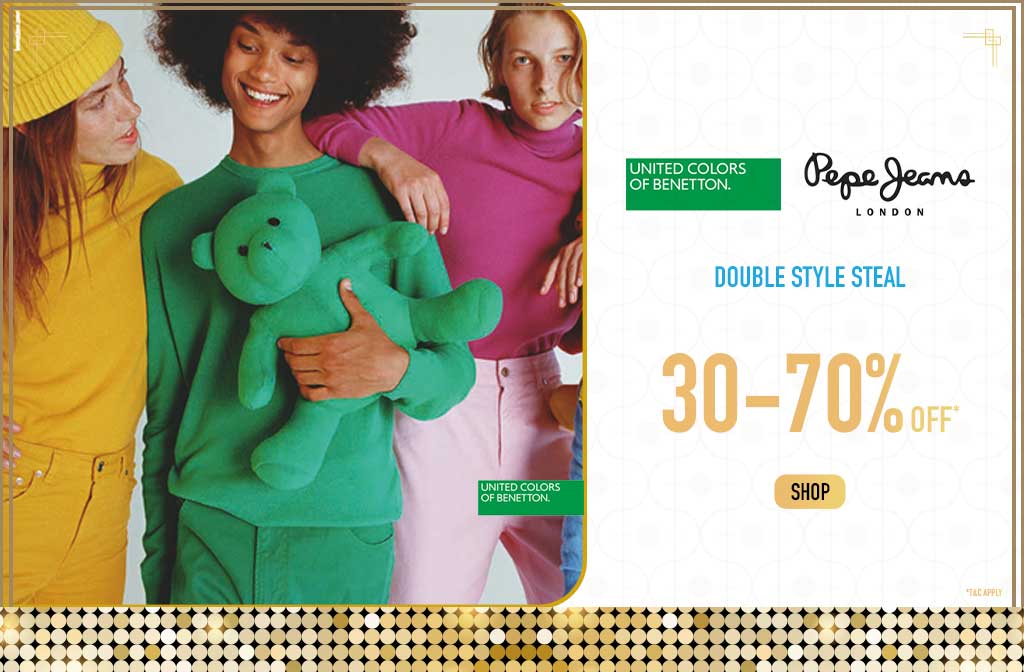 UNITED COLORS
OF BENETTON.
Pepe Jeans
LONDON
DOUBLE STYLE STEAL
30–70% OFF*
SHOP
UNITED COLORS
OF BENETTON.
*T&C APPLY